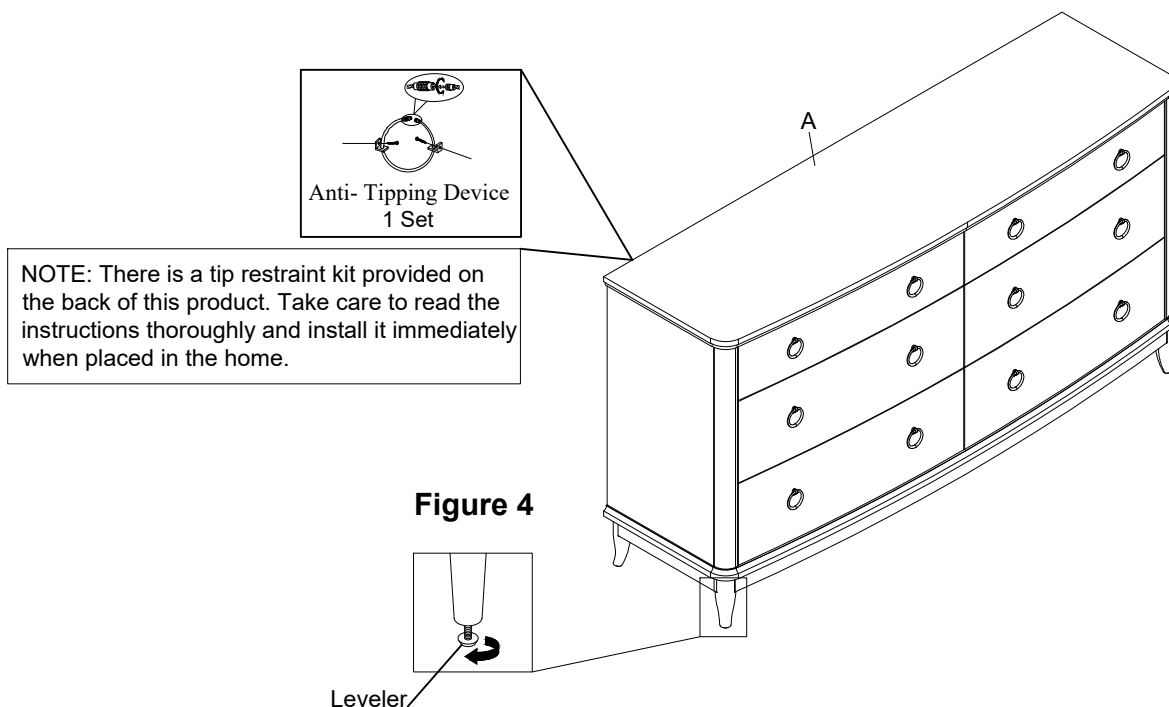 A
Anti- Tipping Device
1 Set
NOTE: There is a tip restraint kit provided on
the back of this product. Take care to read the
instructions thoroughly and install it immediately
when placed in the home.
Figure 4
Leveler